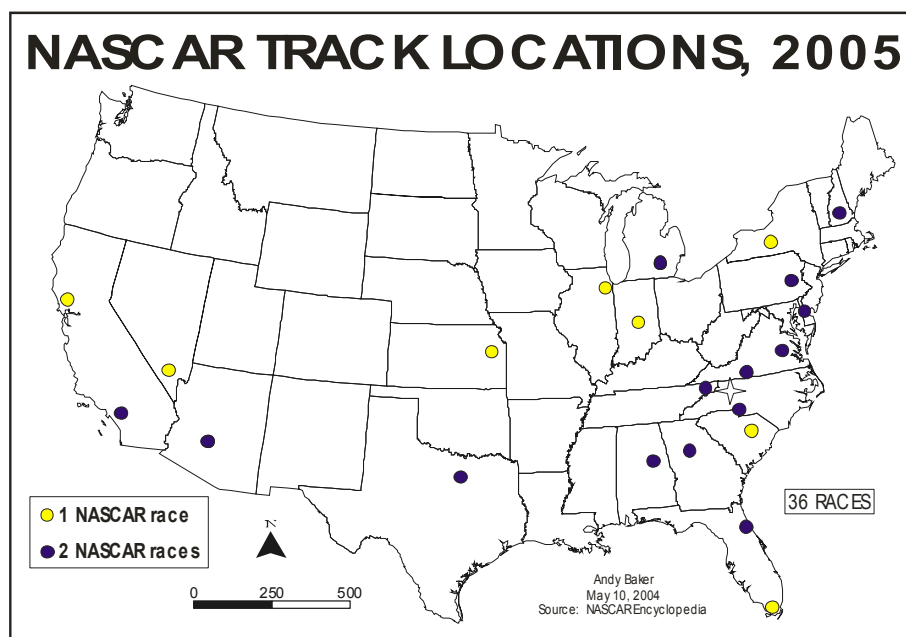 NASCAR TRACK LOCATIONS, 2005
36 RACES
1 NASCAR race
2 NASCAR races
N
0 250 500
Andy Baker
May 10, 2004
Source: NASCAREncyclopedia